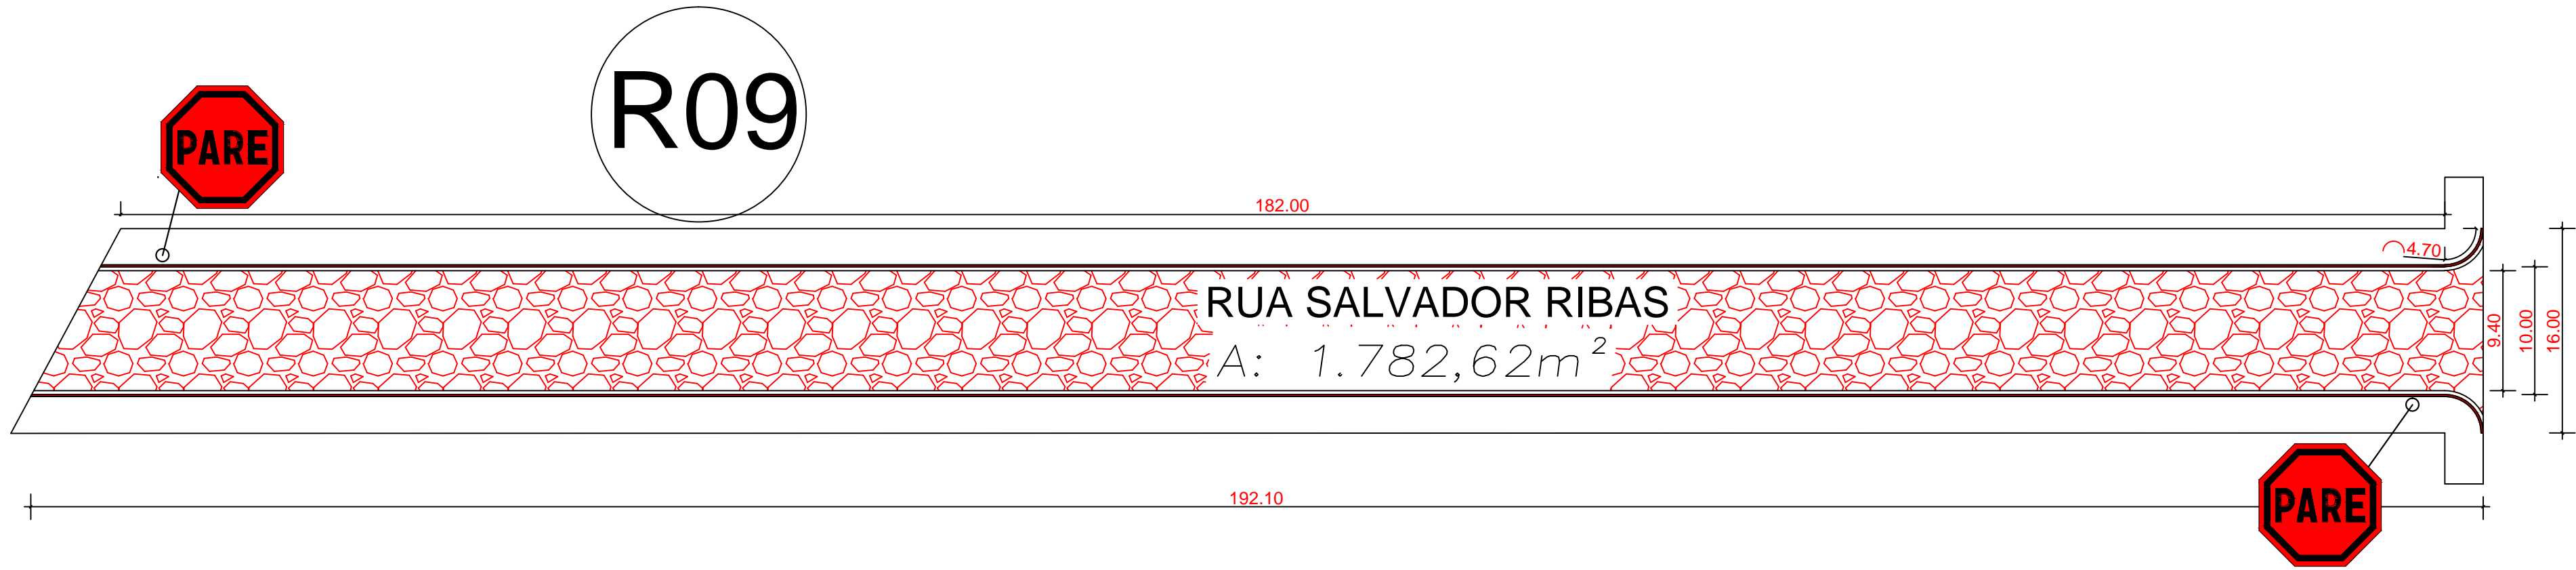 R09
PARE
182.00
4.70
RUA SALVADOR RIBAS
A: 1.782,62m²
9.40
10.00
16.00
192.10
PARE